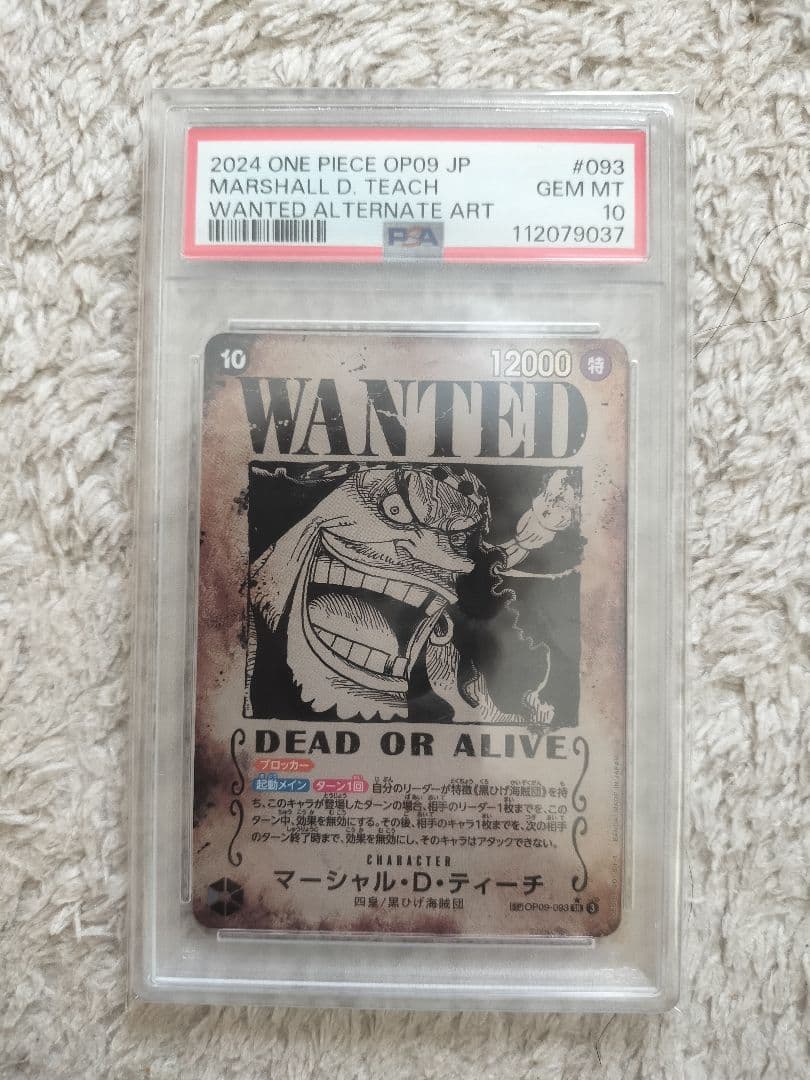 2024 ONE PIECE OP09 JP #093
MARSHALL D. TEACH GEM MT
WANTED ALTERNATE ART 10
PSA 112079037
10 12000 特
WANTED
DEAD OR ALIVE
ブロッカー
起動メイン ターン1回 自分のリーダーが特徴《黒ひげ海賊団》を持
ち、このキャラが登場したターンの場合、相手のリーダー1枚までを、この
ターン中、効果を無効にする。その後、相手のキャラ1枚までを、次の相手
のターン終了時まで、効果を無効にし、そのキャラはアタックできない。
CHARACTER
マーシャル・D・ティーチ
四皇/黒ひげ海賊団
SP OP09-093 SR 3